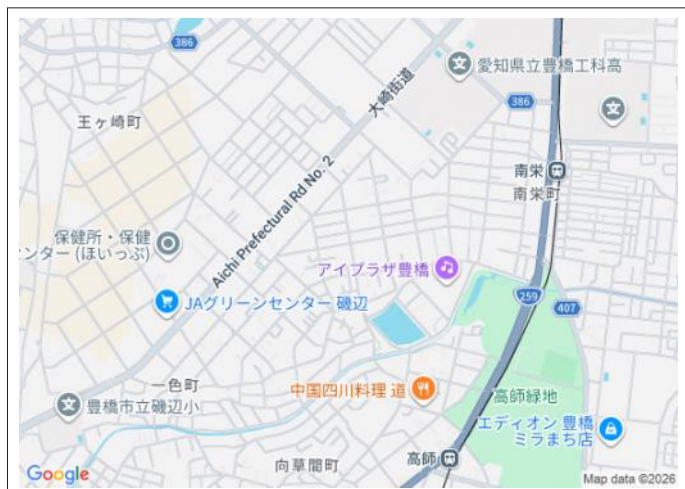 386
愛知県立豊橋工科高
大崎街道
386
王ヶ崎町
南栄
南栄町
Aichi Prefectural Rd No. 2
保健所・保健
センター (ほいっぷ)
アイプラザ豊橋
259
407
JAグリーンセンター 磯辺
一色町
中国四川料理 道
高師緑地
豊橋市立磯辺小
エディオン 豊橋
ミラまち店
向草間町
高師
Google
Map data ©2026